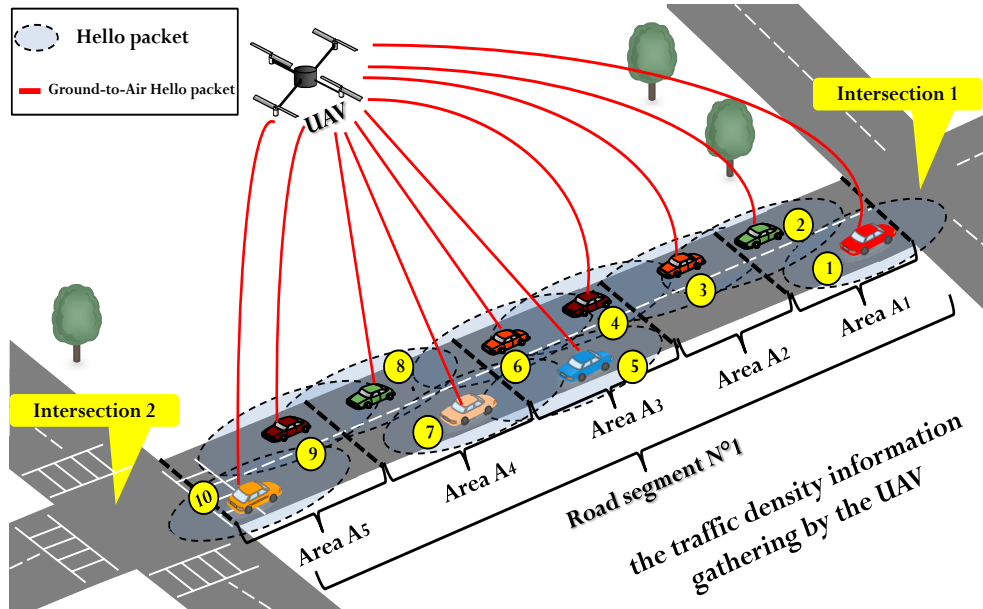 Hello packet
Ground-to-Air Hello packet
UAV
Intersection 1
2
1
3
Area A1
4
Area A2
8
6
5
Intersection 2
Area A3
7
9
Area A4
10
Road segment N°1
Area A5
the traffic density information
gathering by the UAV